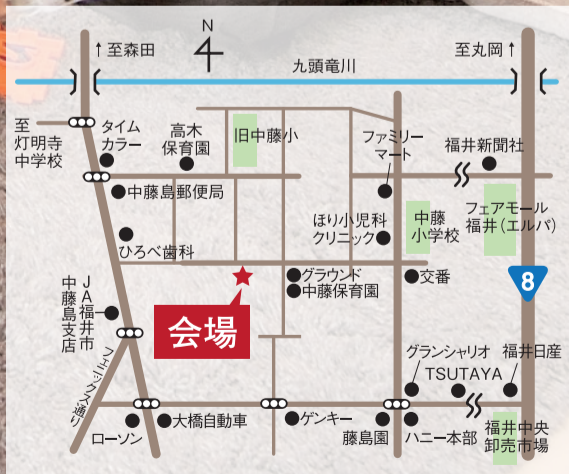 ↑至森田
N
至丸岡↑
九頭竜川
至
灯明寺
中学校
タイム
カラー
高木
保育園
旧中藤小
ファミリー
マート
福井新聞社
中藤島郵便局
ほり小児科
クリニック
中藤
小学校
フェアモール
福井(エルパ)
ひろべ歯科
グラウンド
中藤保育園
交番
8
JA福井市
中藤島支店
会場
フェニックス通り
グランシャリオ
TSUTAYA
福井日産
ローソン
大橋自動車
ゲンキー
藤島園
ハニー本部
福井中央
卸売市場